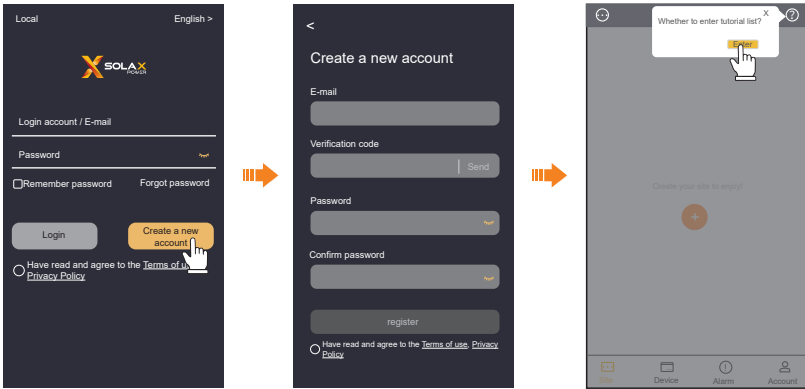 Local
English >
SOLAX
POWER
Login account / E-mail
Password
Remember password
Forgot password
Login
Create a new
account
Have read and agree to the Terms of u
Privacy Policy
<
Create a new account
E-mail
Verification code
Send
Password
Confirm password
register
Have read and agree to the Terms of use, Privacy
Policy
Whether to enter tutorial list?
X
?
Enter
Create your site to enjoy!
+
Site
Device
Alarm
Account